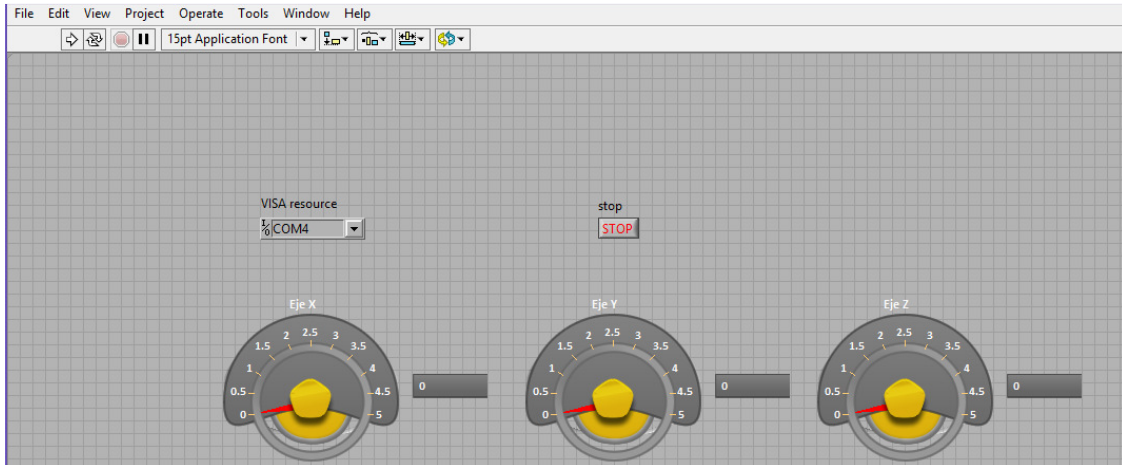 File Edit View Project Operate Tools Window Help
15pt Application Font
VISA resource
stop
I/O COM4
STOP
Eje X
Eje Y
Eje Z
0 0.5 1 1.5 2 2.5 3 3.5 4 4.5 5
0
0 0.5 1 1.5 2 2.5 3 3.5 4 4.5 5
0
0 0.5 1 1.5 2 2.5 3 3.5 4 4.5 5
0